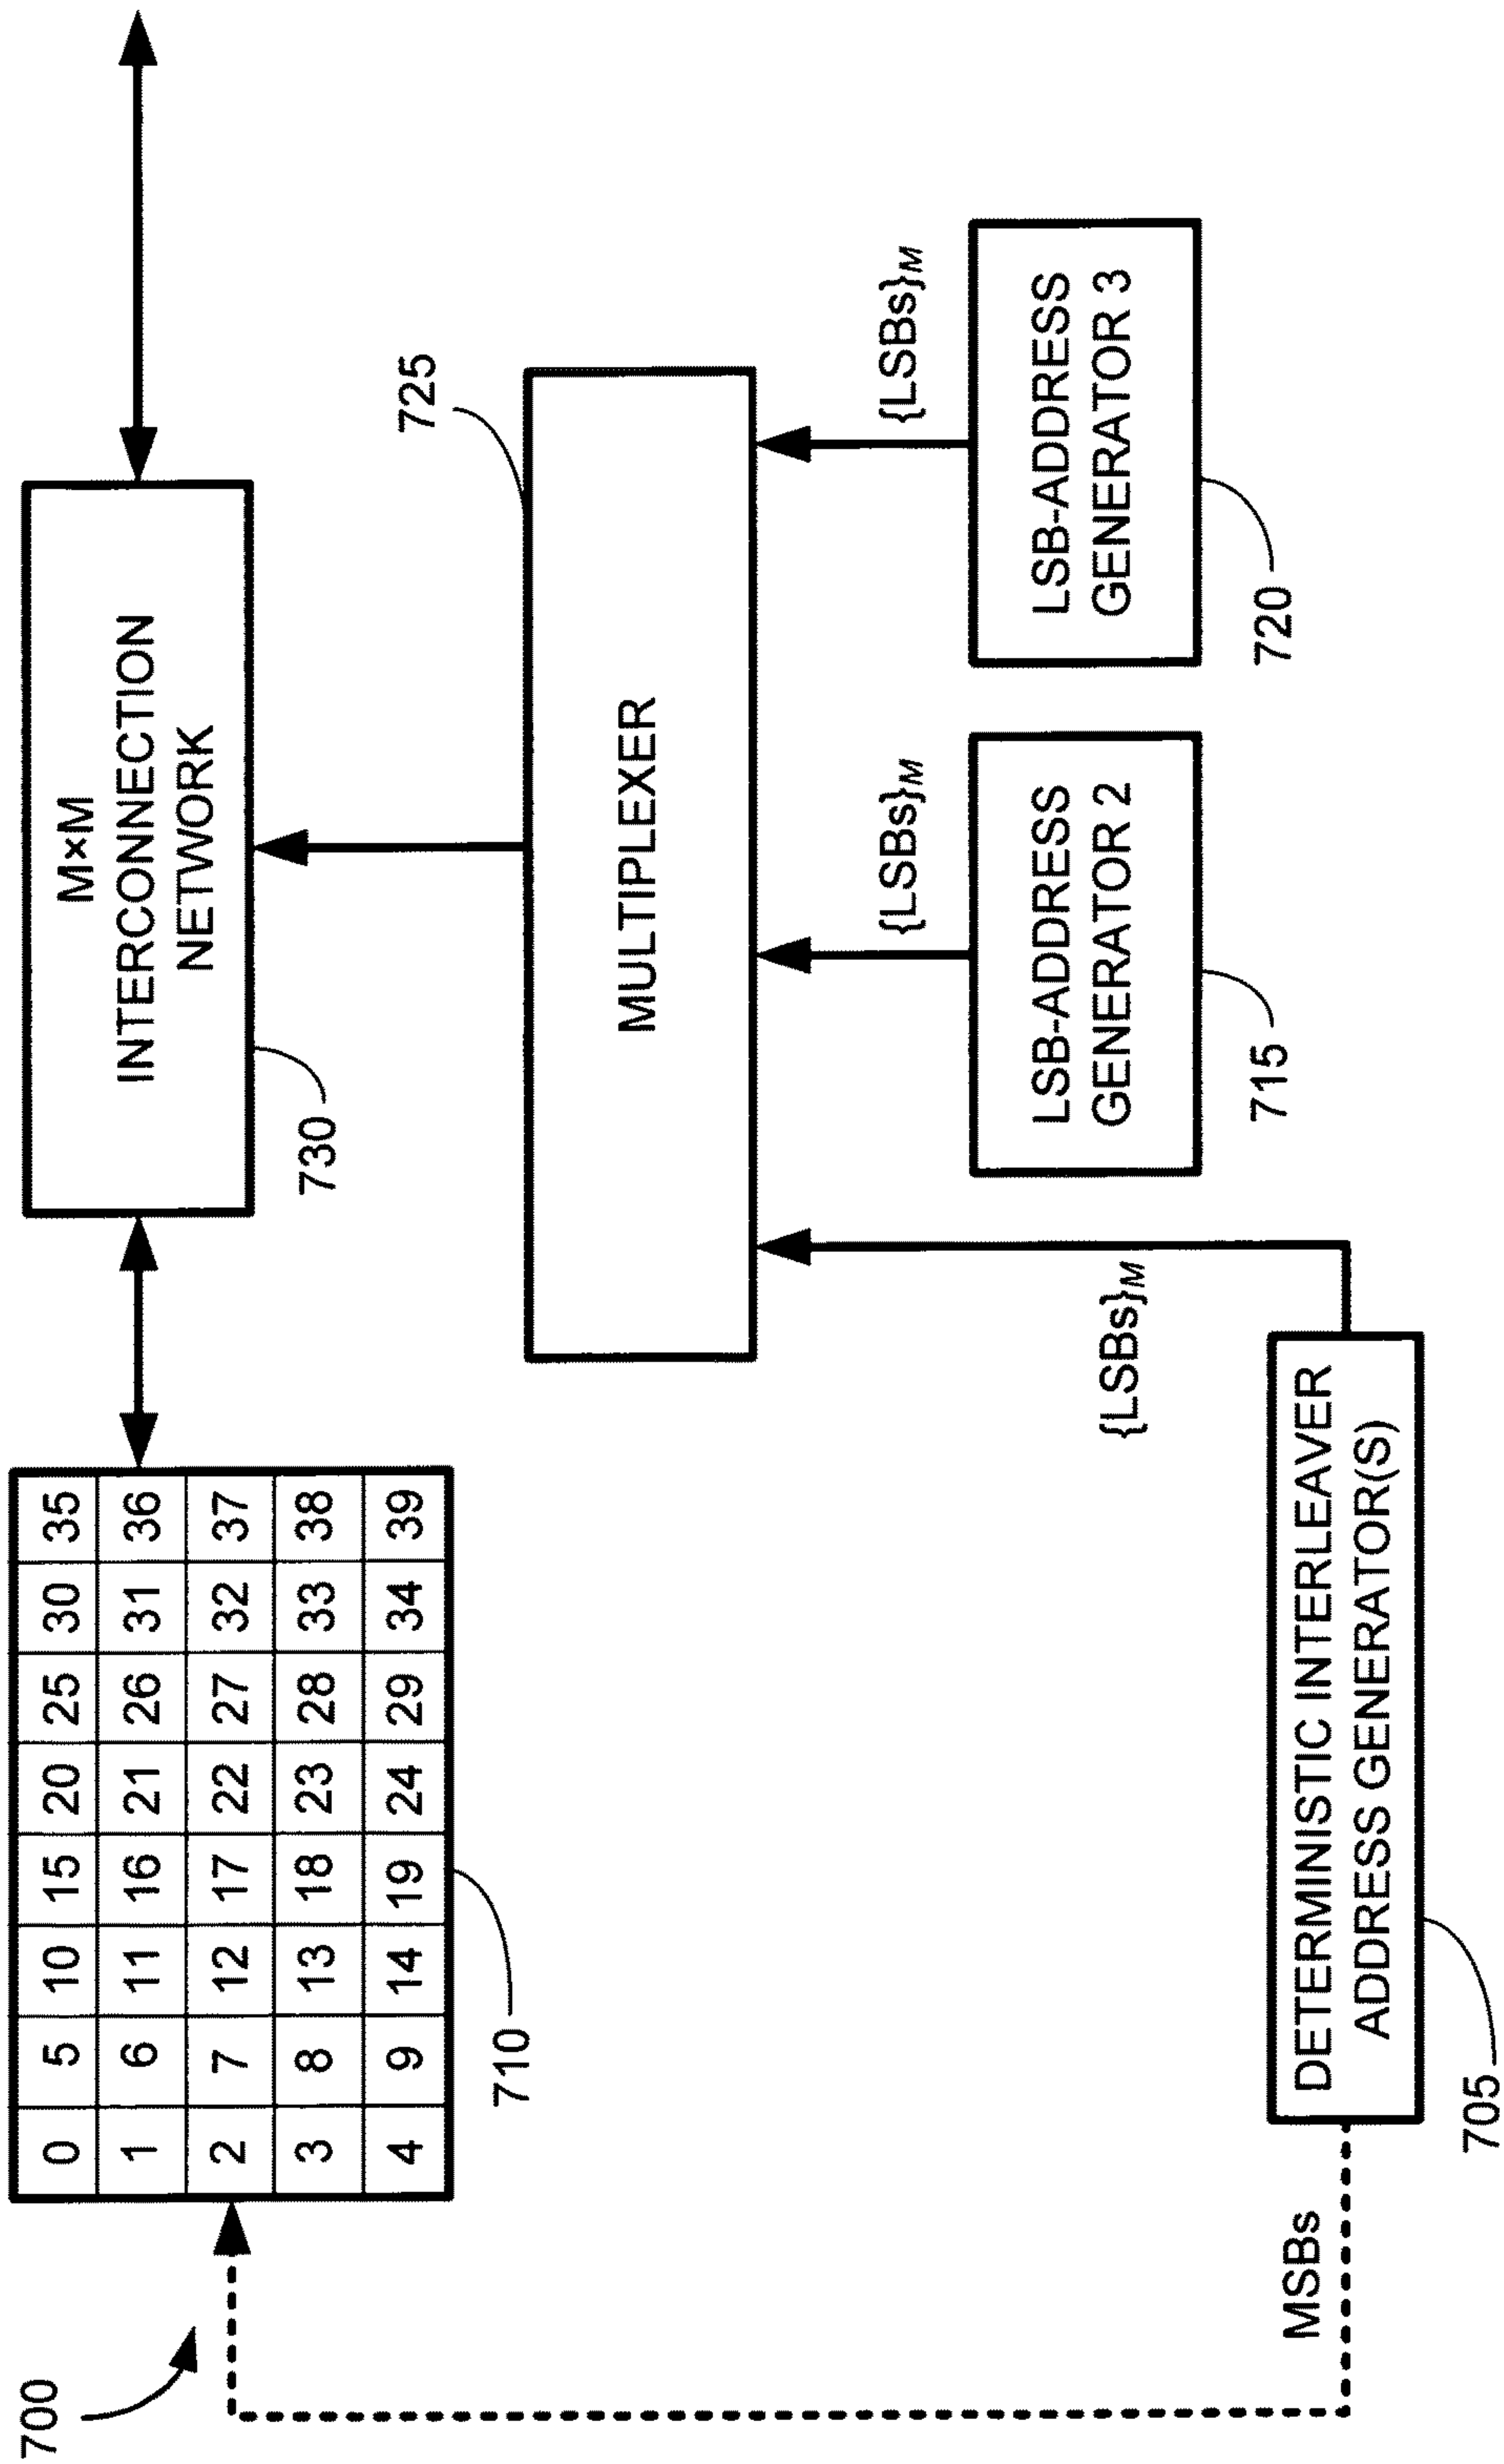 700
0 5 10 15 20 25 30 35
1 6 11 16 21 26 31 36
2 7 12 17 22 27 32 37
3 8 13 18 23 28 33 38
4 9 14 19 24 29 34 39
710
M×M
INTERCONNECTION
NETWORK
730
725
MULTIPLEXER
{LSBs}M
{LSBs}M
{LSBs}M
LSB-ADDRESS
GENERATOR 2
715
LSB-ADDRESS
GENERATOR 3
720
MSBs
DETERMINISTIC INTERLEAVER
ADDRESS GENERATOR(S)
705